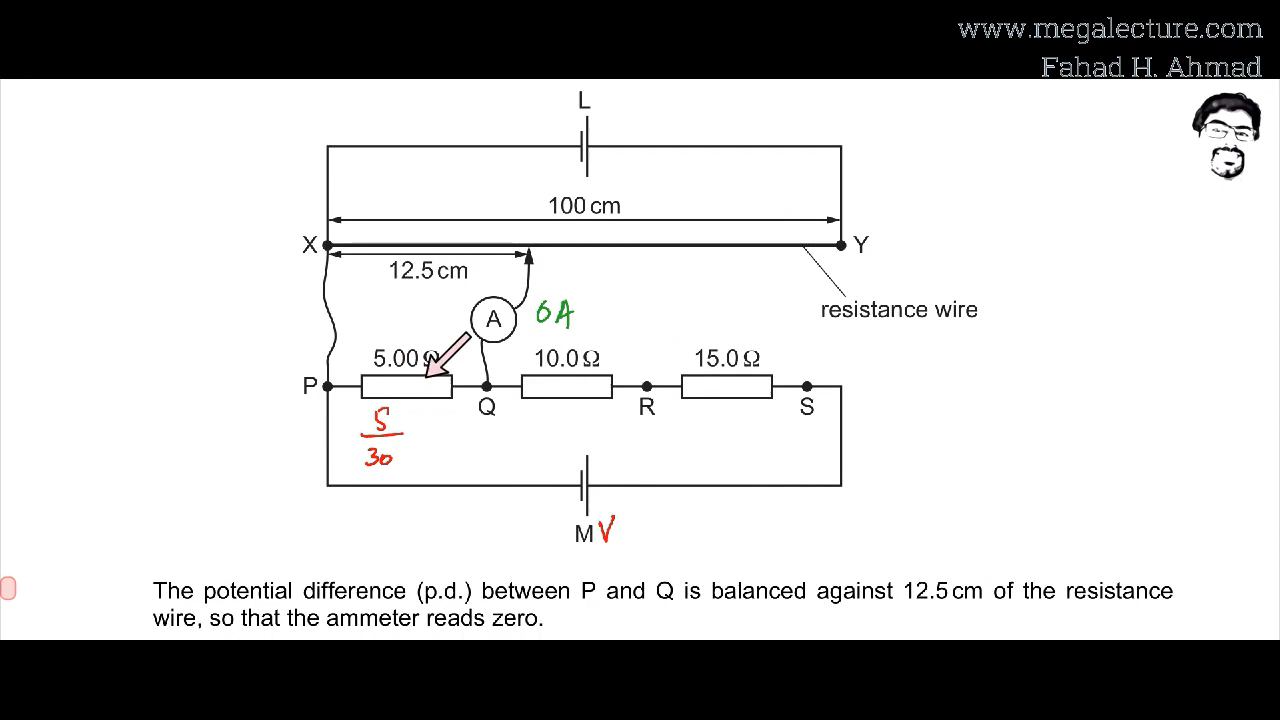 www.megalecture.com
Fahad H. Ahmad
L
100 cm
X
Y
12.5 cm
resistance wire
A
0A
5.00 Ω
10.0 Ω
15.0 Ω
P
Q
R
S
5
30
M V
The potential difference (p.d.) between P and Q is balanced against 12.5 cm of the resistance
wire, so that the ammeter reads zero.